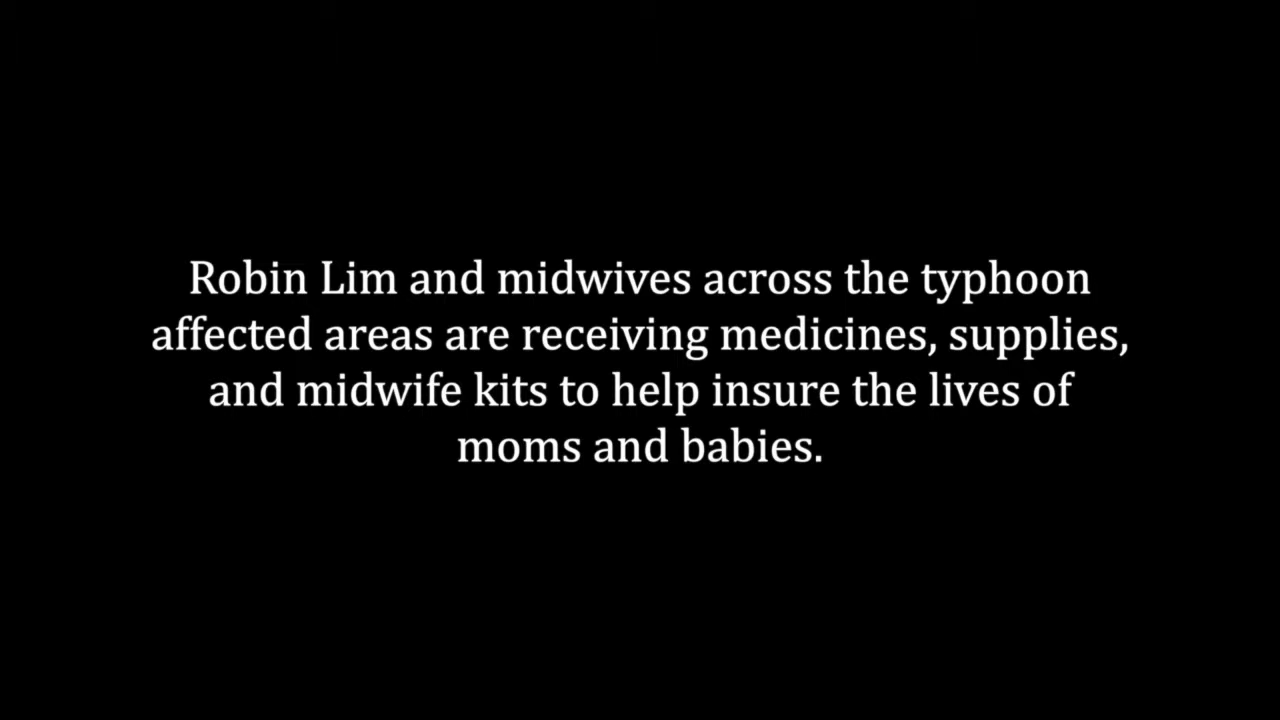 Robin Lim and midwives across the typhoon
affected areas are receiving medicines, supplies,
and midwife kits to help insure the lives of
moms and babies.